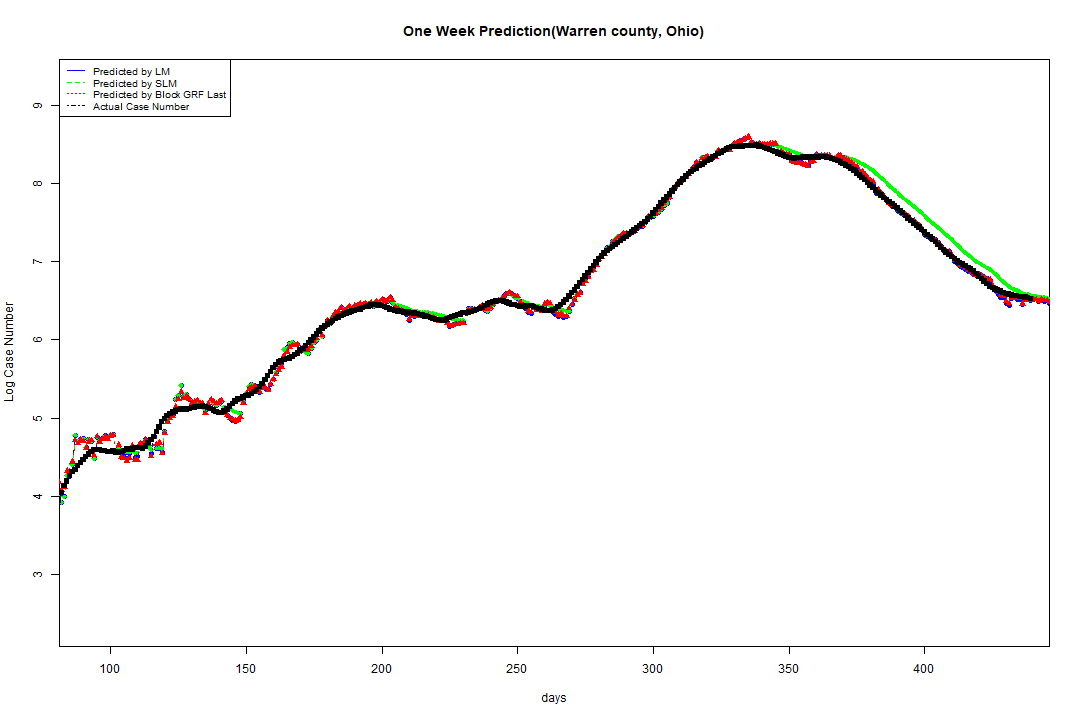 One Week Prediction(Warren county, Ohio)
Predicted by LM
Predicted by SLM
Predicted by Block GRF Last
Actual Case Number
9
8
7
6
5
4
3
Log Case Number
100 150 200 250 300 350 400
days